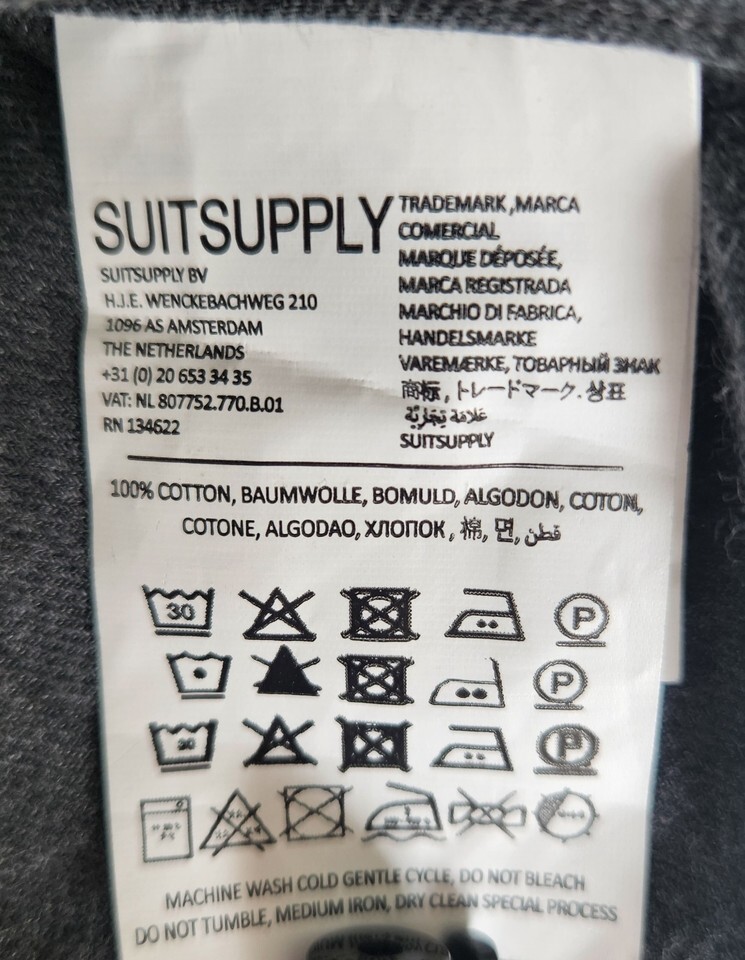 SUITSUPPLY
SUITSUPPLY BV
H.J.E. WENCKEBACHWEG 210
1096 AS AMSTERDAM
THE NETHERLANDS
+31 (0) 20 653 34 35
VAT: NL 807752.770.B.01
RN 134622
TRADEMARK ,MARCA
COMERCIAL
MARQUE DÉPOSÉE,
MARCA REGISTRADA
MARCHIO DI FABRICA,
HANDELSMARKE
VAREMÆRKE, ТОВАРНЫЙ ЗНАК
商标 , トレードマーク. 상표
علامة تجارية
SUITSUPPLY
100% COTTON, BAUMWOLLE, BOMULD, ALGODON, COTON,
COTONE, ALGODAO, ХЛОПОК , 棉, 면, قطن
30
P
P
30
P
MACHINE WASH COLD GENTLE CYCLE, DO NOT BLEACH
DO NOT TUMBLE, MEDIUM IRON, DRY CLEAN SPECIAL PROCESS